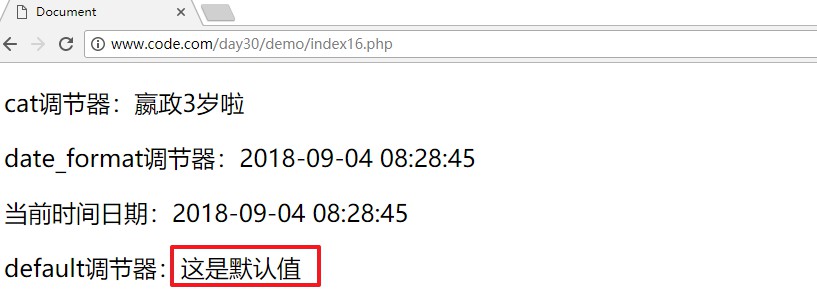 Document
www.code.com/day30/demo/index16.php
cat调节器：嬴政3岁啦
date_format调节器：2018-09-04 08:28:45
当前时间日期：2018-09-04 08:28:45
default调节器：这是默认值